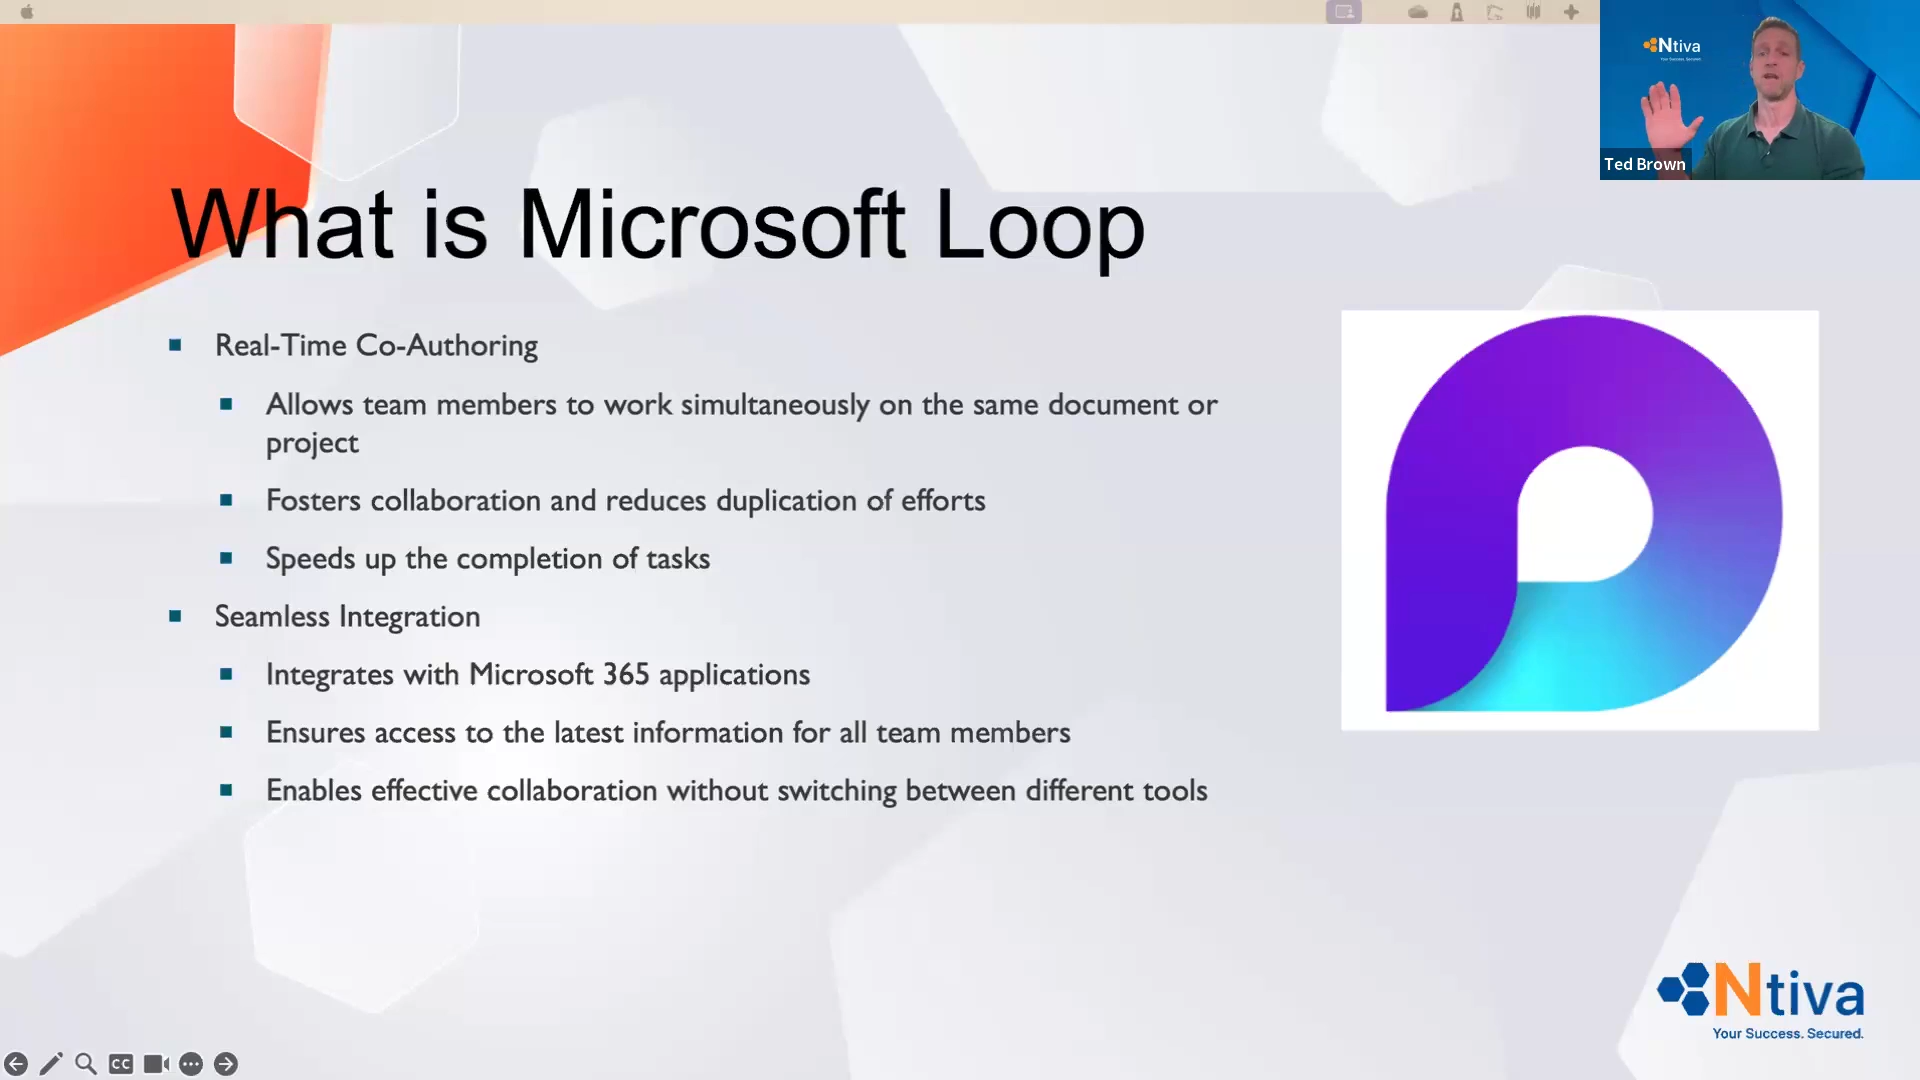 Ntiva
Ted Brown
What is Microsoft Loop
Real-Time Co-Authoring
Allows team members to work simultaneously on the same document or
project
Fosters collaboration and reduces duplication of efforts
Speeds up the completion of tasks
Seamless Integration
Integrates with Microsoft 365 applications
Ensures access to the latest information for all team members
Enables effective collaboration without switching between different tools
Ntiva
Your Success. Secured.
CC